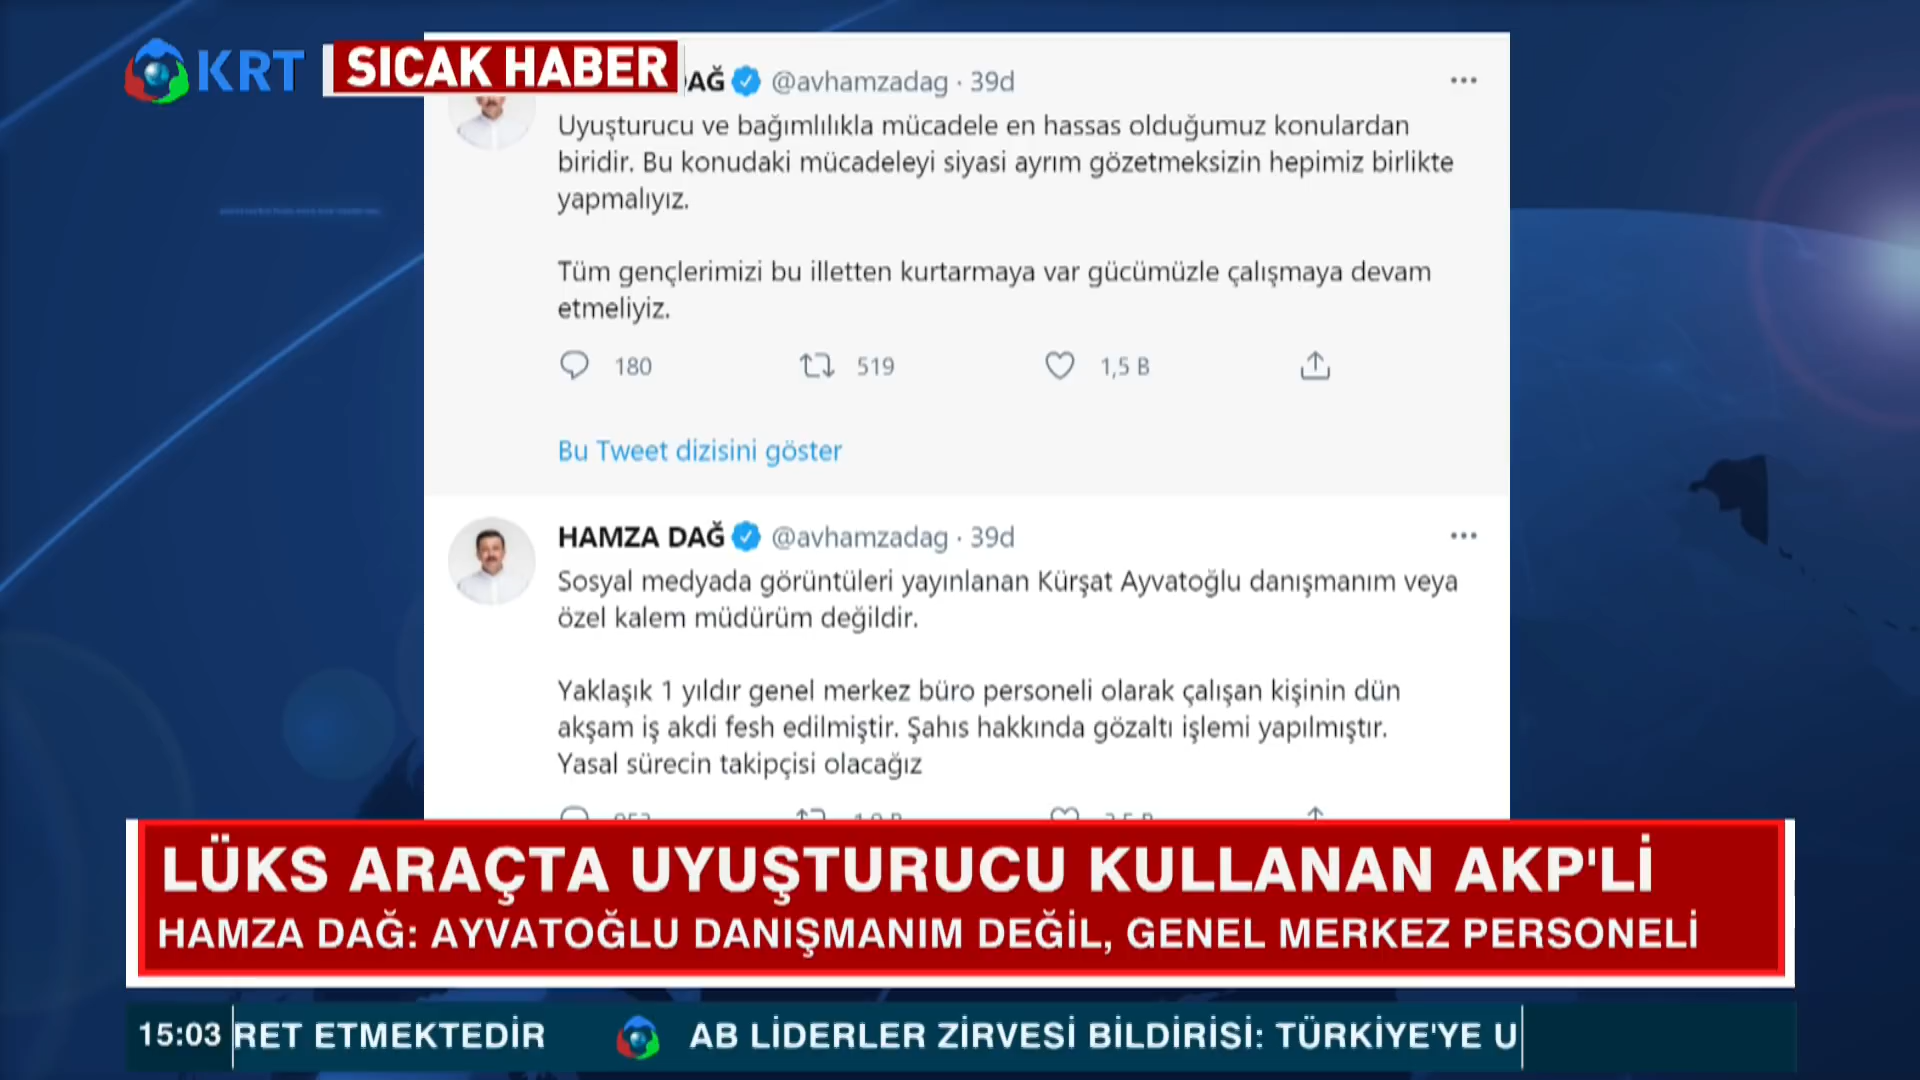 KRT
SICAK HABER
AĞ @avhamzadag · 39d
Uyuşturucu ve bağımlılıkla mücadele en hassas olduğumuz konulardan
biridir. Bu konudaki mücadeleyi siyasi ayrım gözetmeksizin hepimiz birlikte
yapmalıyız.
Tüm gençlerimizi bu illetten kurtarmaya var gücümüzle çalışmaya devam
etmeliyiz.
180 519 1,5 B
Bu Tweet dizisini göster
HAMZA DAĞ @avhamzadag · 39d
Sosyal medyada görüntüleri yayınlanan Kürşat Ayvatoğlu danışmanım veya
özel kalem müdürüm değildir.
Yaklaşık 1 yıldır genel merkez büro personeli olarak çalışan kişinin dün
akşam iş akdi fesh edilmiştir. Şahıs hakkında gözaltı işlemi yapılmıştır.
Yasal sürecin takipçisi olacağız
LÜKS ARAÇTA UYUŞTURUCU KULLANAN AKP'Lİ
HAMZA DAĞ: AYVATOĞLU DANIŞMANIM DEĞİL, GENEL MERKEZ PERSONELİ
15:03 RET ETMEKTEDİR AB LİDERLER ZİRVESİ BİLDİRİSİ: TÜRKİYE'YE U